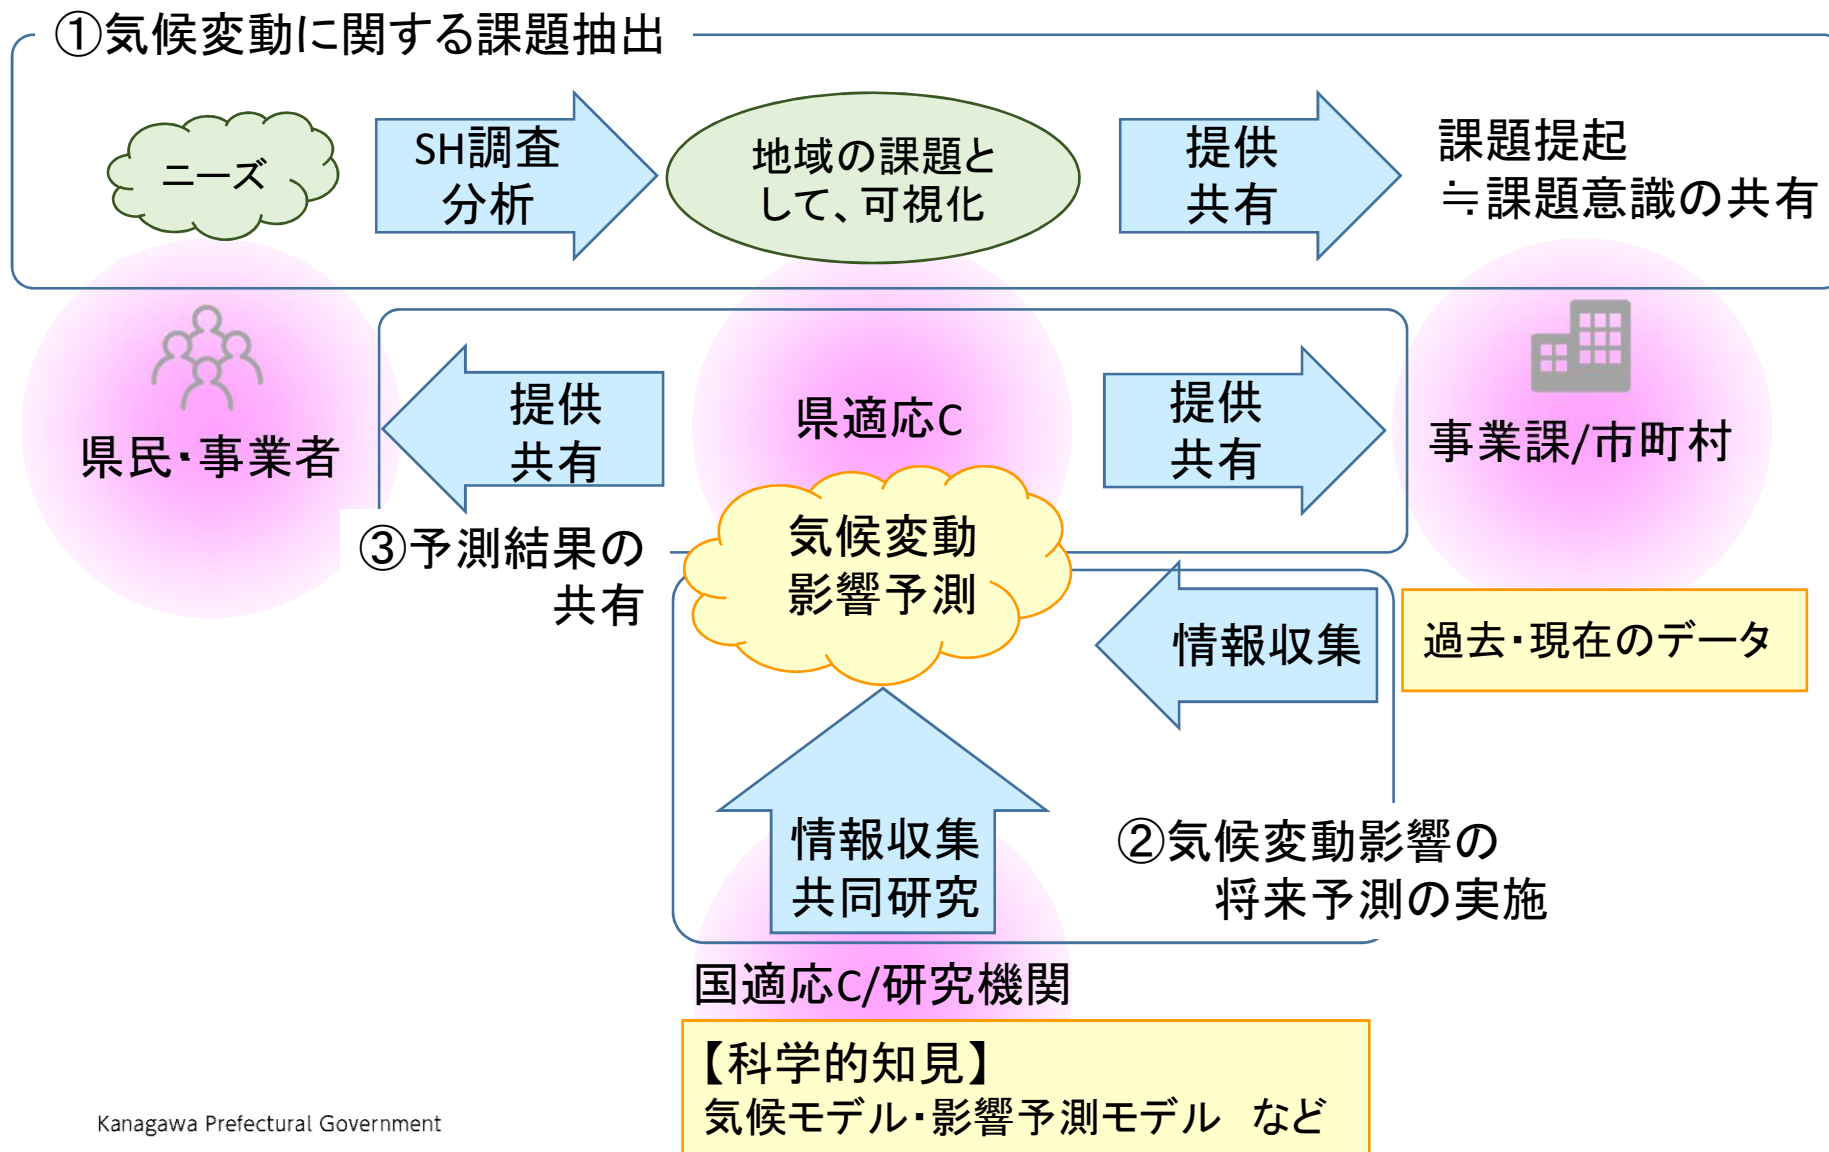 ①気候変動に関する課題抽出
ニーズ
SH調査
分析
地域の課題と
して、可視化
提供
共有
課題提起
≒課題意識の共有
県民・事業者
提供
共有
県適応C
提供
共有
事業課/市町村
③予測結果の
共有
気候変動
影響予測
情報収集
過去・現在のデータ
情報収集
共同研究
②気候変動影響の
将来予測の実施
国適応C/研究機関
【科学的知見】
気候モデル・影響予測モデル　など
Kanagawa Prefectural Government